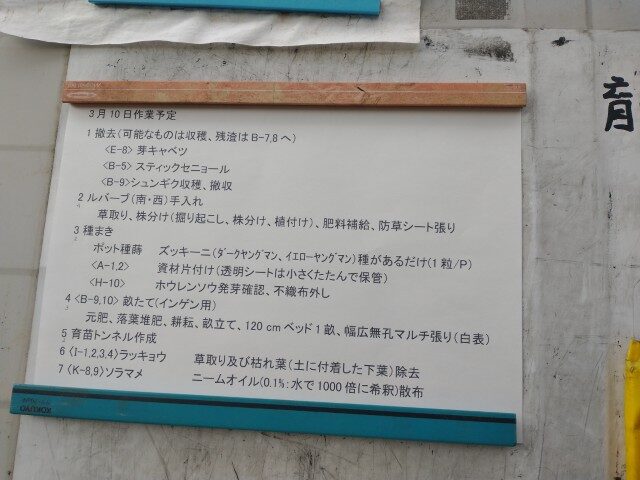 3月10日作業予定
1 撤去(可能なものは収穫、残渣はB-7,8へ)
<E-8> 芽キャベツ
<B-5> スティックセニョール
<B-9>シュンギク収穫、撤収
2 ルバーブ(南・西)手入れ
草取り、株分け(掘り起こし、株分け、植付け)、肥料補給、防草シート張り
3 種まき
ポット種蒔 ズッキーニ(ﾀﾞｰｸﾔﾝｸﾞﾏﾝ、ｲｴﾛｰﾔﾝｸﾞﾏﾝ)種があるだけ(1粒/P)
<A-1,2> 資材片付け(透明シートは小さくたたんで保管)
<H-10> ホウレンソウ発芽確認、不織布外し
4 <B-9,10> 畝たて(インゲン用)
元肥、落葉堆肥、耕耘、畝立て、120cmベッド1畝、幅広無孔マルチ張り(白表)
5 育苗トンネル作成
6 <I-1,2,3,4>ラッキョウ 草取り及び枯れ葉(土に付着した下葉)除去
7 <K-8,9>ソラマメ ニームオイル(0.1%:水で1000倍に希釈)散布
KOKUYO
育